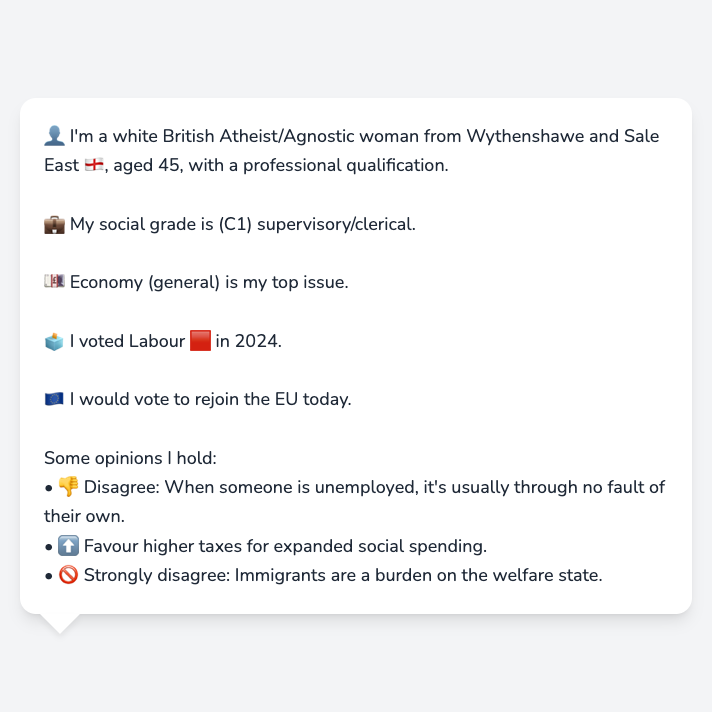 👤 I'm a white British Atheist/Agnostic woman from Wythenshawe and Sale
East 🏴󠁧󠁢󠁥󠁮󠁧󠁿, aged 45, with a professional qualification.
💼 My social grade is (C1) supervisory/clerical.
💷 Economy (general) is my top issue.
🗳️ I voted Labour 🟥 in 2024.
🇪🇺 I would vote to rejoin the EU today.
Some opinions I hold:
• 👎 Disagree: When someone is unemployed, it's usually through no fault of
their own.
• ⬆️ Favour higher taxes for expanded social spending.
• 🚫 Strongly disagree: Immigrants are a burden on the welfare state.